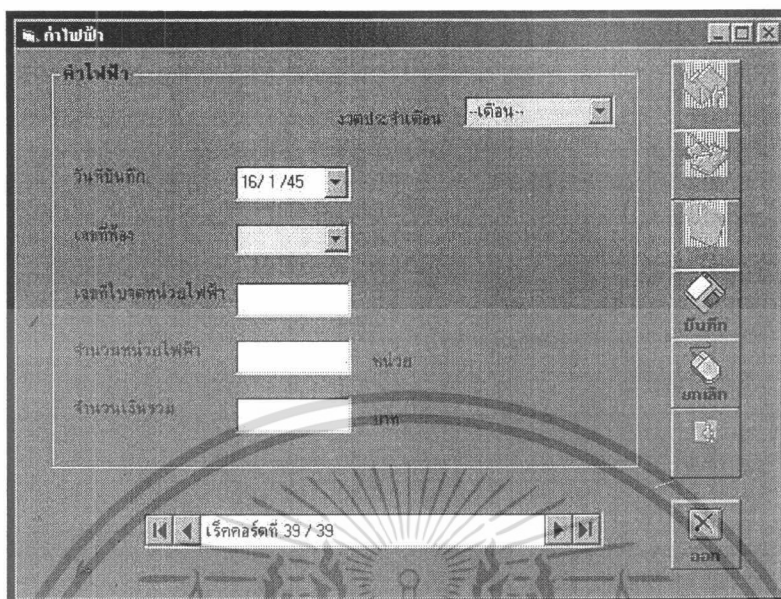 ค่าไฟฟ้า
ค่าไฟฟ้า
งวดประจำเดือน --เดือน--
วันที่บันทึก 16/ 1 /45
เลขที่ห้อง
เลขที่ใบจดหน่วยไฟฟ้า
จำนวนหน่วยไฟฟ้า หน่วย
จำนวนเงินรวม บาท
บันทึก
ยกเลิก
เร็คคอร์ดที่ 39 / 39
ออก